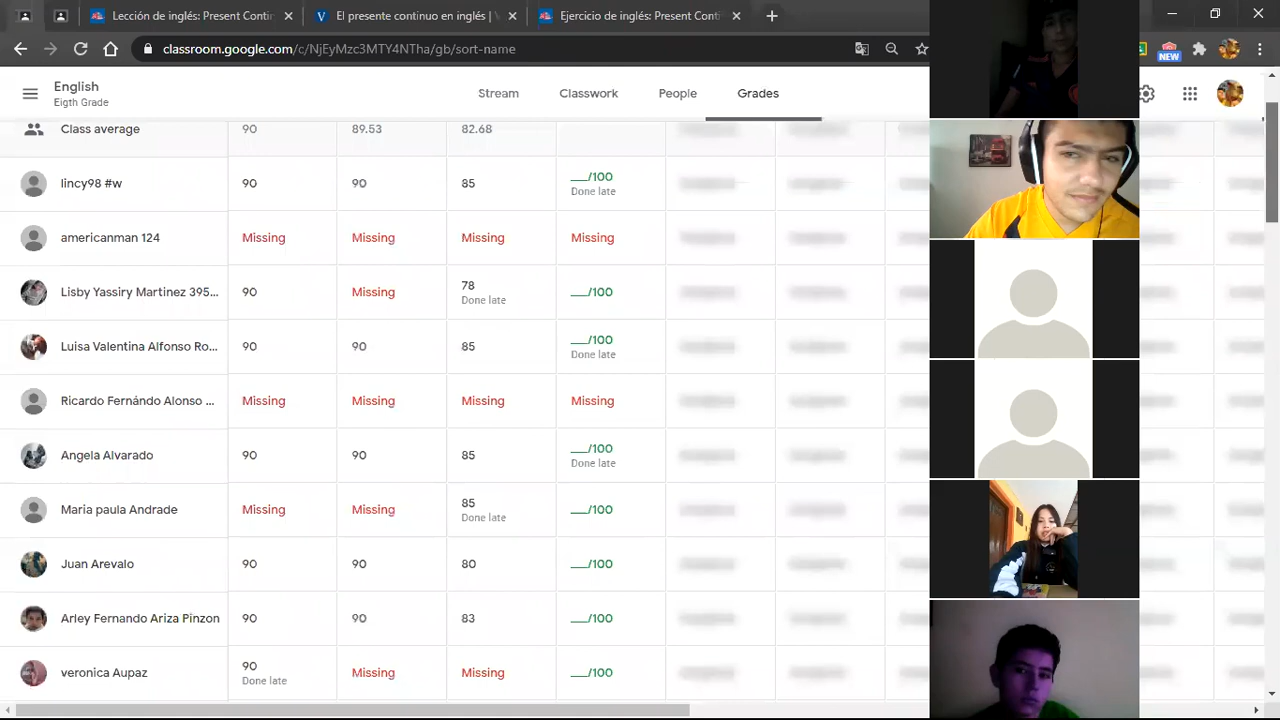 Lección de inglés: Present Contin
El presente continuo en inglés |
Ejercicio de inglés: Present Conti
classroom.google.com/c/NjEyMzc3MTY4NTha/gb/sort-name
NEW
English
Eigth Grade
Stream
Classwork
People
Grades
Class average 90 89.53 82.68
lincy98 #w 90 90 85 ___/100
Done late
americanman 124 Missing Missing Missing Missing
Lisby Yassiry Martinez 395... 90 Missing 78 ___/100
Done late
Luisa Valentina Alfonso Ro... 90 90 85 ___/100
Done late
Ricardo Fernándo Alonso ... Missing Missing Missing Missing
Angela Alvarado 90 90 85 ___/100
Done late
Maria paula Andrade Missing Missing 85 ___/100
Done late
Juan Arevalo 90 90 80 ___/100
Arley Fernando Ariza Pinzon 90 90 83 ___/100
veronica Aupaz 90 Missing Missing ___/100
Done late